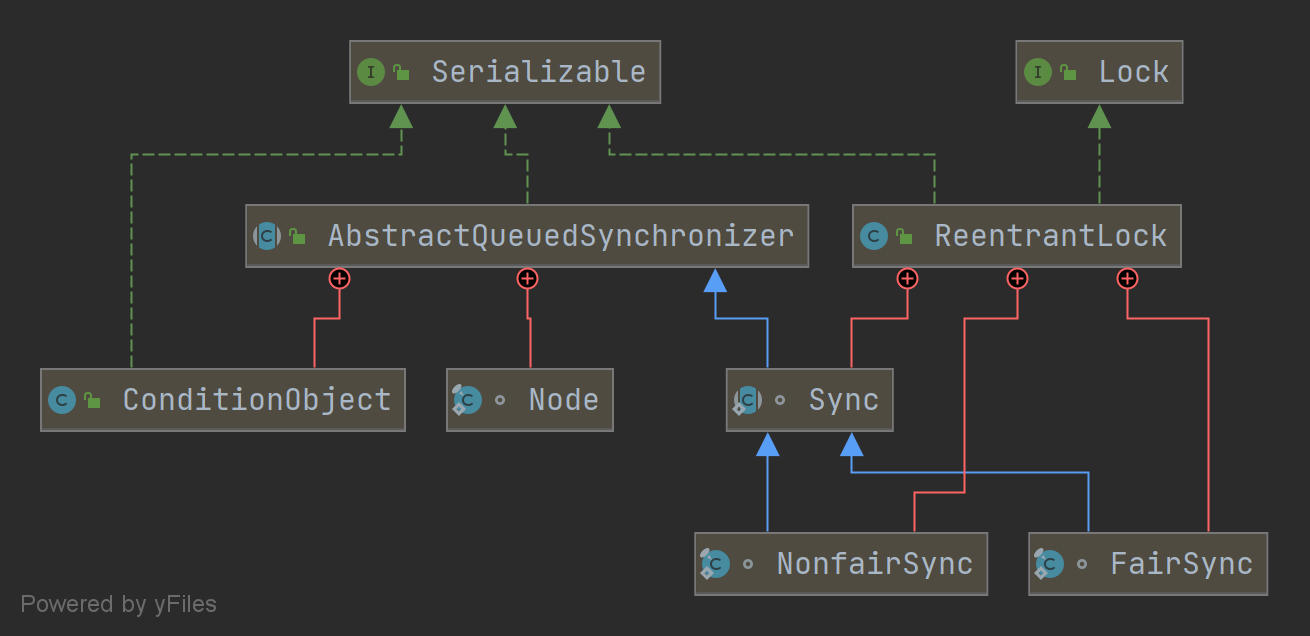 Serializable
Lock
AbstractQueuedSynchronizer
ReentrantLock
ConditionObject
Node
Sync
NonfairSync
FairSync
Powered by yFiles